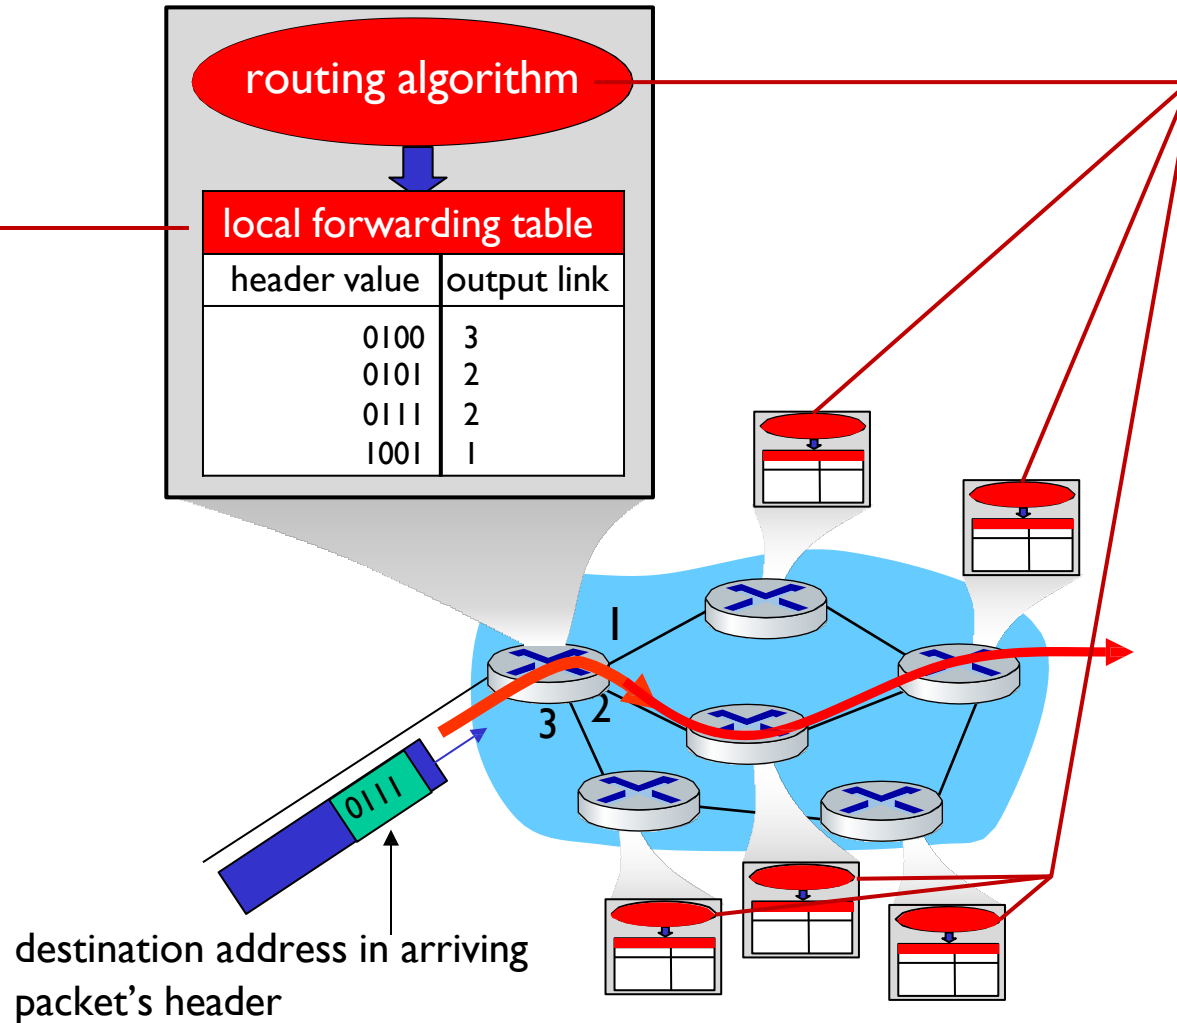 routing algorithm
local forwarding table
header value output link
0100 3
0101 2
0111 2
1001 1
1
2
3
0111
destination address in arriving
packet's header